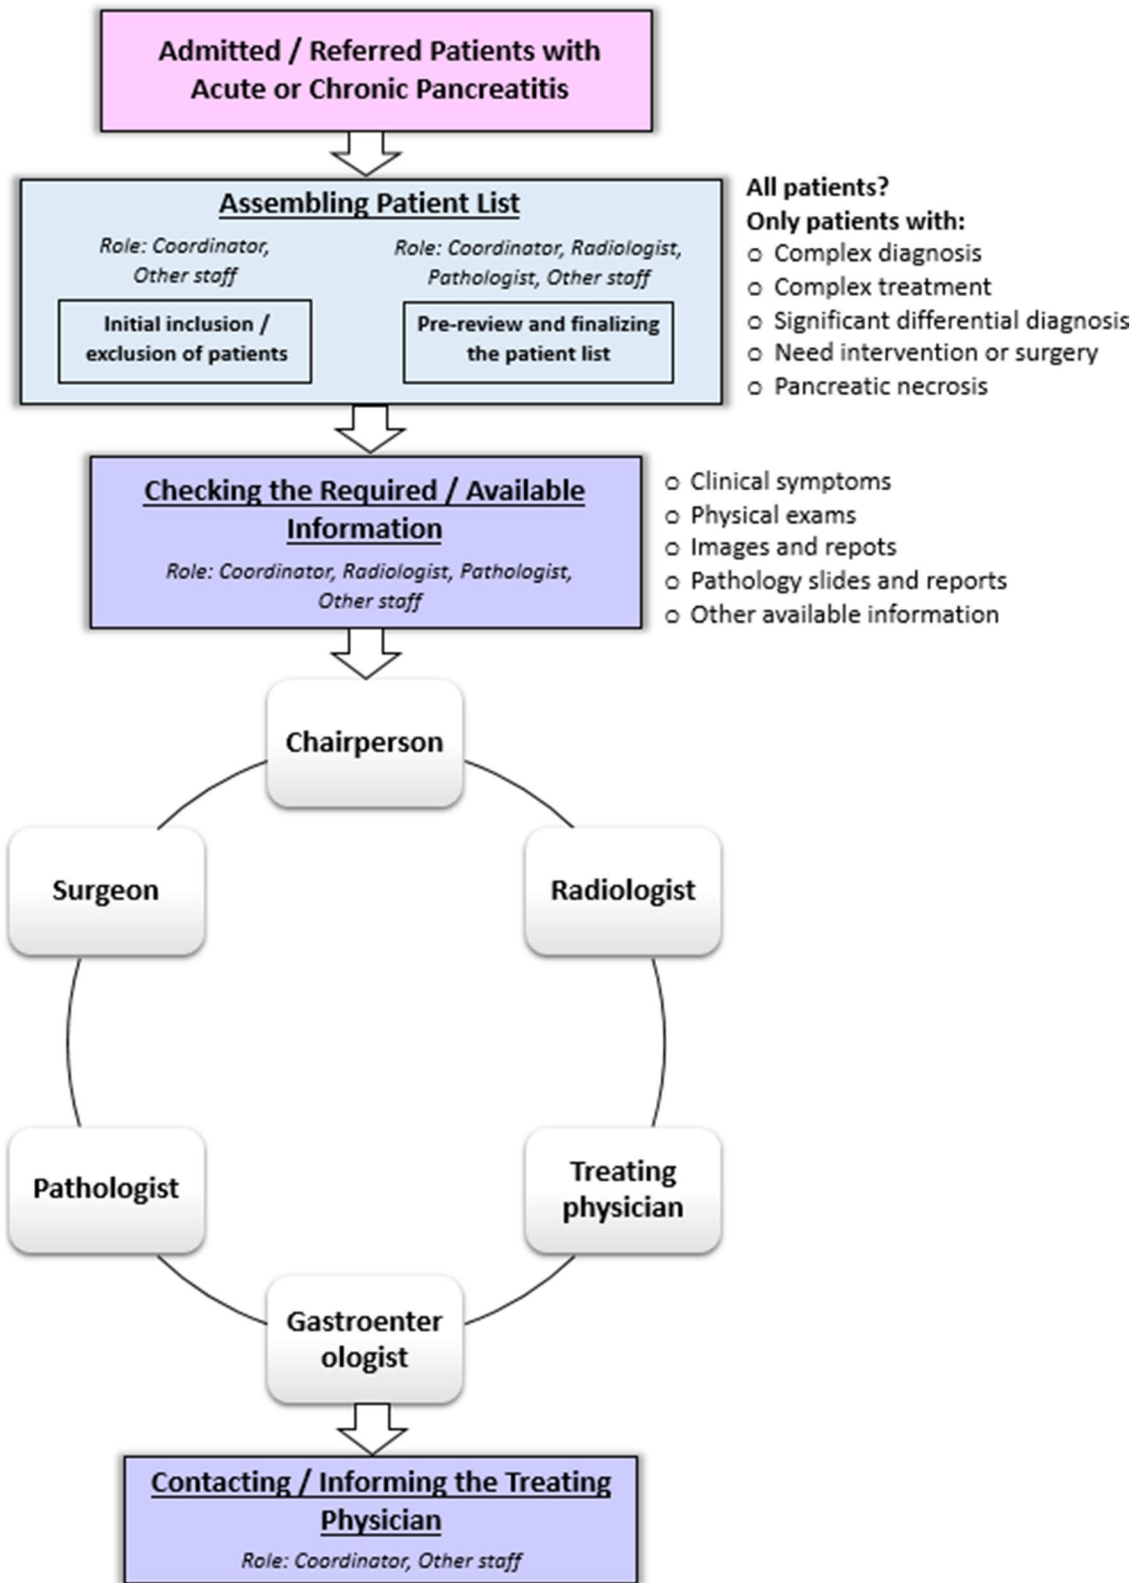 Admitted / Referred Patients with
Acute or Chronic Pancreatitis
Assembling Patient List
Role: Coordinator,
Other staff
Initial inclusion /
exclusion of patients
Role: Coordinator, Radiologist,
Pathologist, Other staff
Pre-review and finalizing
the patient list
All patients?
Only patients with:
o Complex diagnosis
o Complex treatment
o Significant differential diagnosis
o Need intervention or surgery
o Pancreatic necrosis
Checking the Required / Available
Information
Role: Coordinator, Radiologist, Pathologist,
Other staff
o Clinical symptoms
o Physical exams
o Images and repots
o Pathology slides and reports
o Other available information
Chairperson
Surgeon
Radiologist
Pathologist
Treating
physician
Gastroenter
ologist
Contacting / Informing the Treating
Physician
Role: Coordinator, Other staff